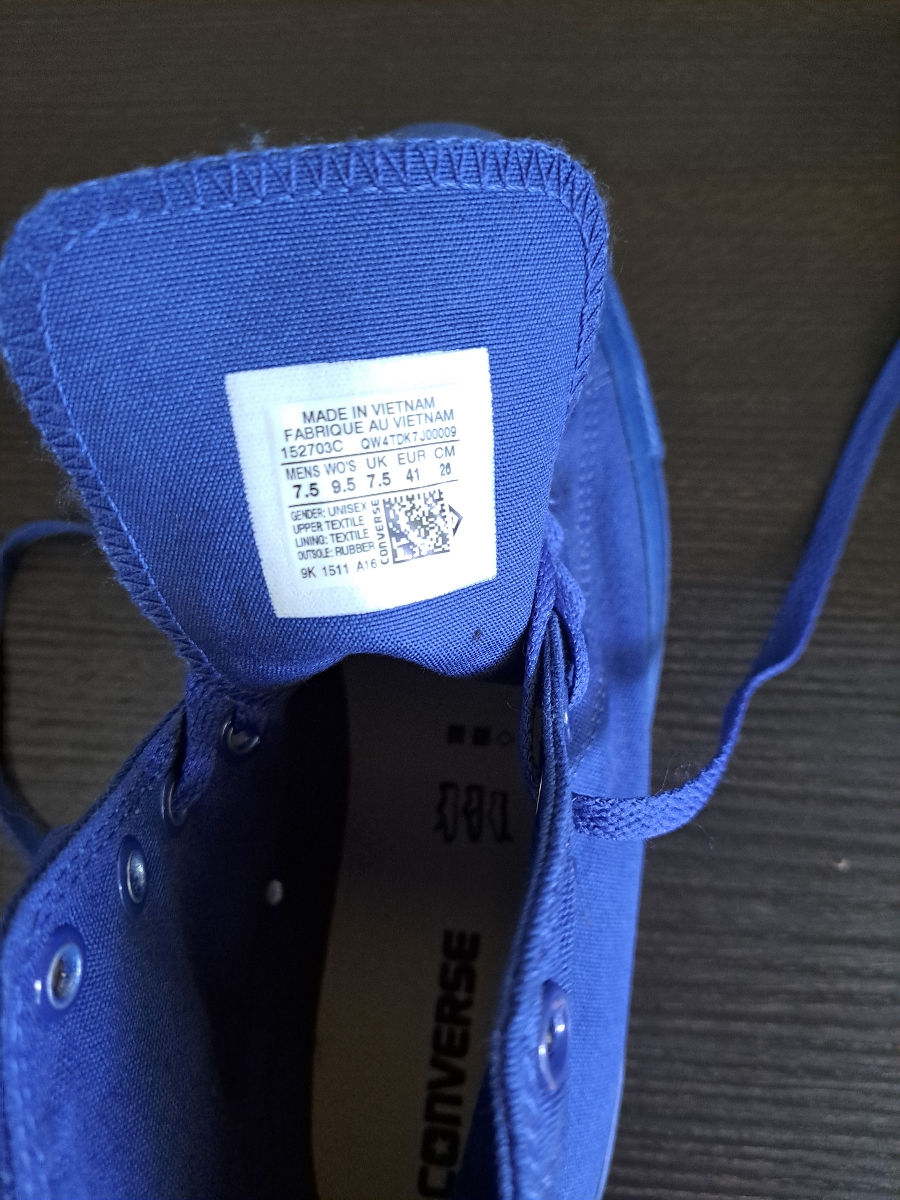 MADE IN VIETNAM
FABRIQUE AU VIETNAM
152703C QW4TDK7J00009
MENS WO'S UK EUR CM
7.5 9.5 7.5 41 26
GENDER: UNISEX
UPPER TEXTILE
LINING: TEXTILE
OUTSOLE: RUBBER
CONVERSE
9K 1511 A16
CONVERSE